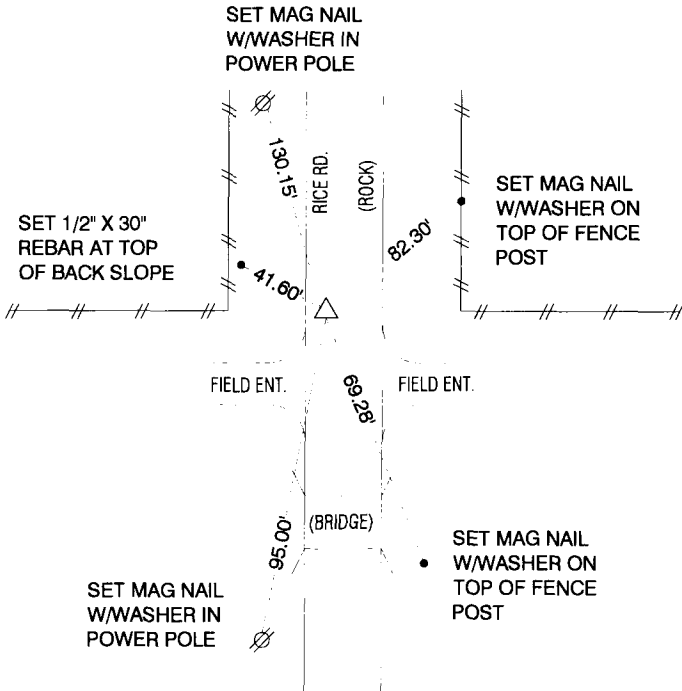 SET MAG NAIL
W/WASHER IN
POWER POLE
130.15'
RICE RD.
(ROCK)
82.30'
SET MAG NAIL
W/WASHER ON
TOP OF FENCE
POST
SET 1/2" X 30"
REBAR AT TOP
OF BACK SLOPE
41.60'
FIELD ENT.
69.28'
FIELD ENT.
95.00'
(BRIDGE)
SET MAG NAIL
W/WASHER ON
TOP OF FENCE
POST
SET MAG NAIL
W/WASHER IN
POWER POLE